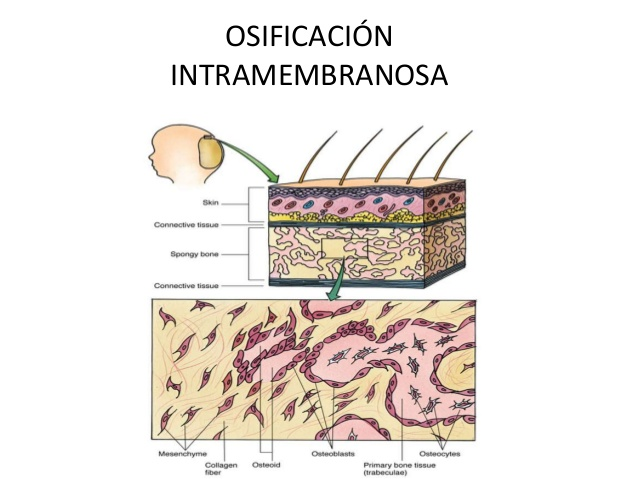 OSIFICACIÓN
INTRAMEMBRANOSA
Skin
Connective tissue
Spongy bone
Connective tissue
Mesenchyme
Collagen
fiber
Osteoid
Osteoblasts
Primary bone tissue
(trabeculae)
Osteocytes